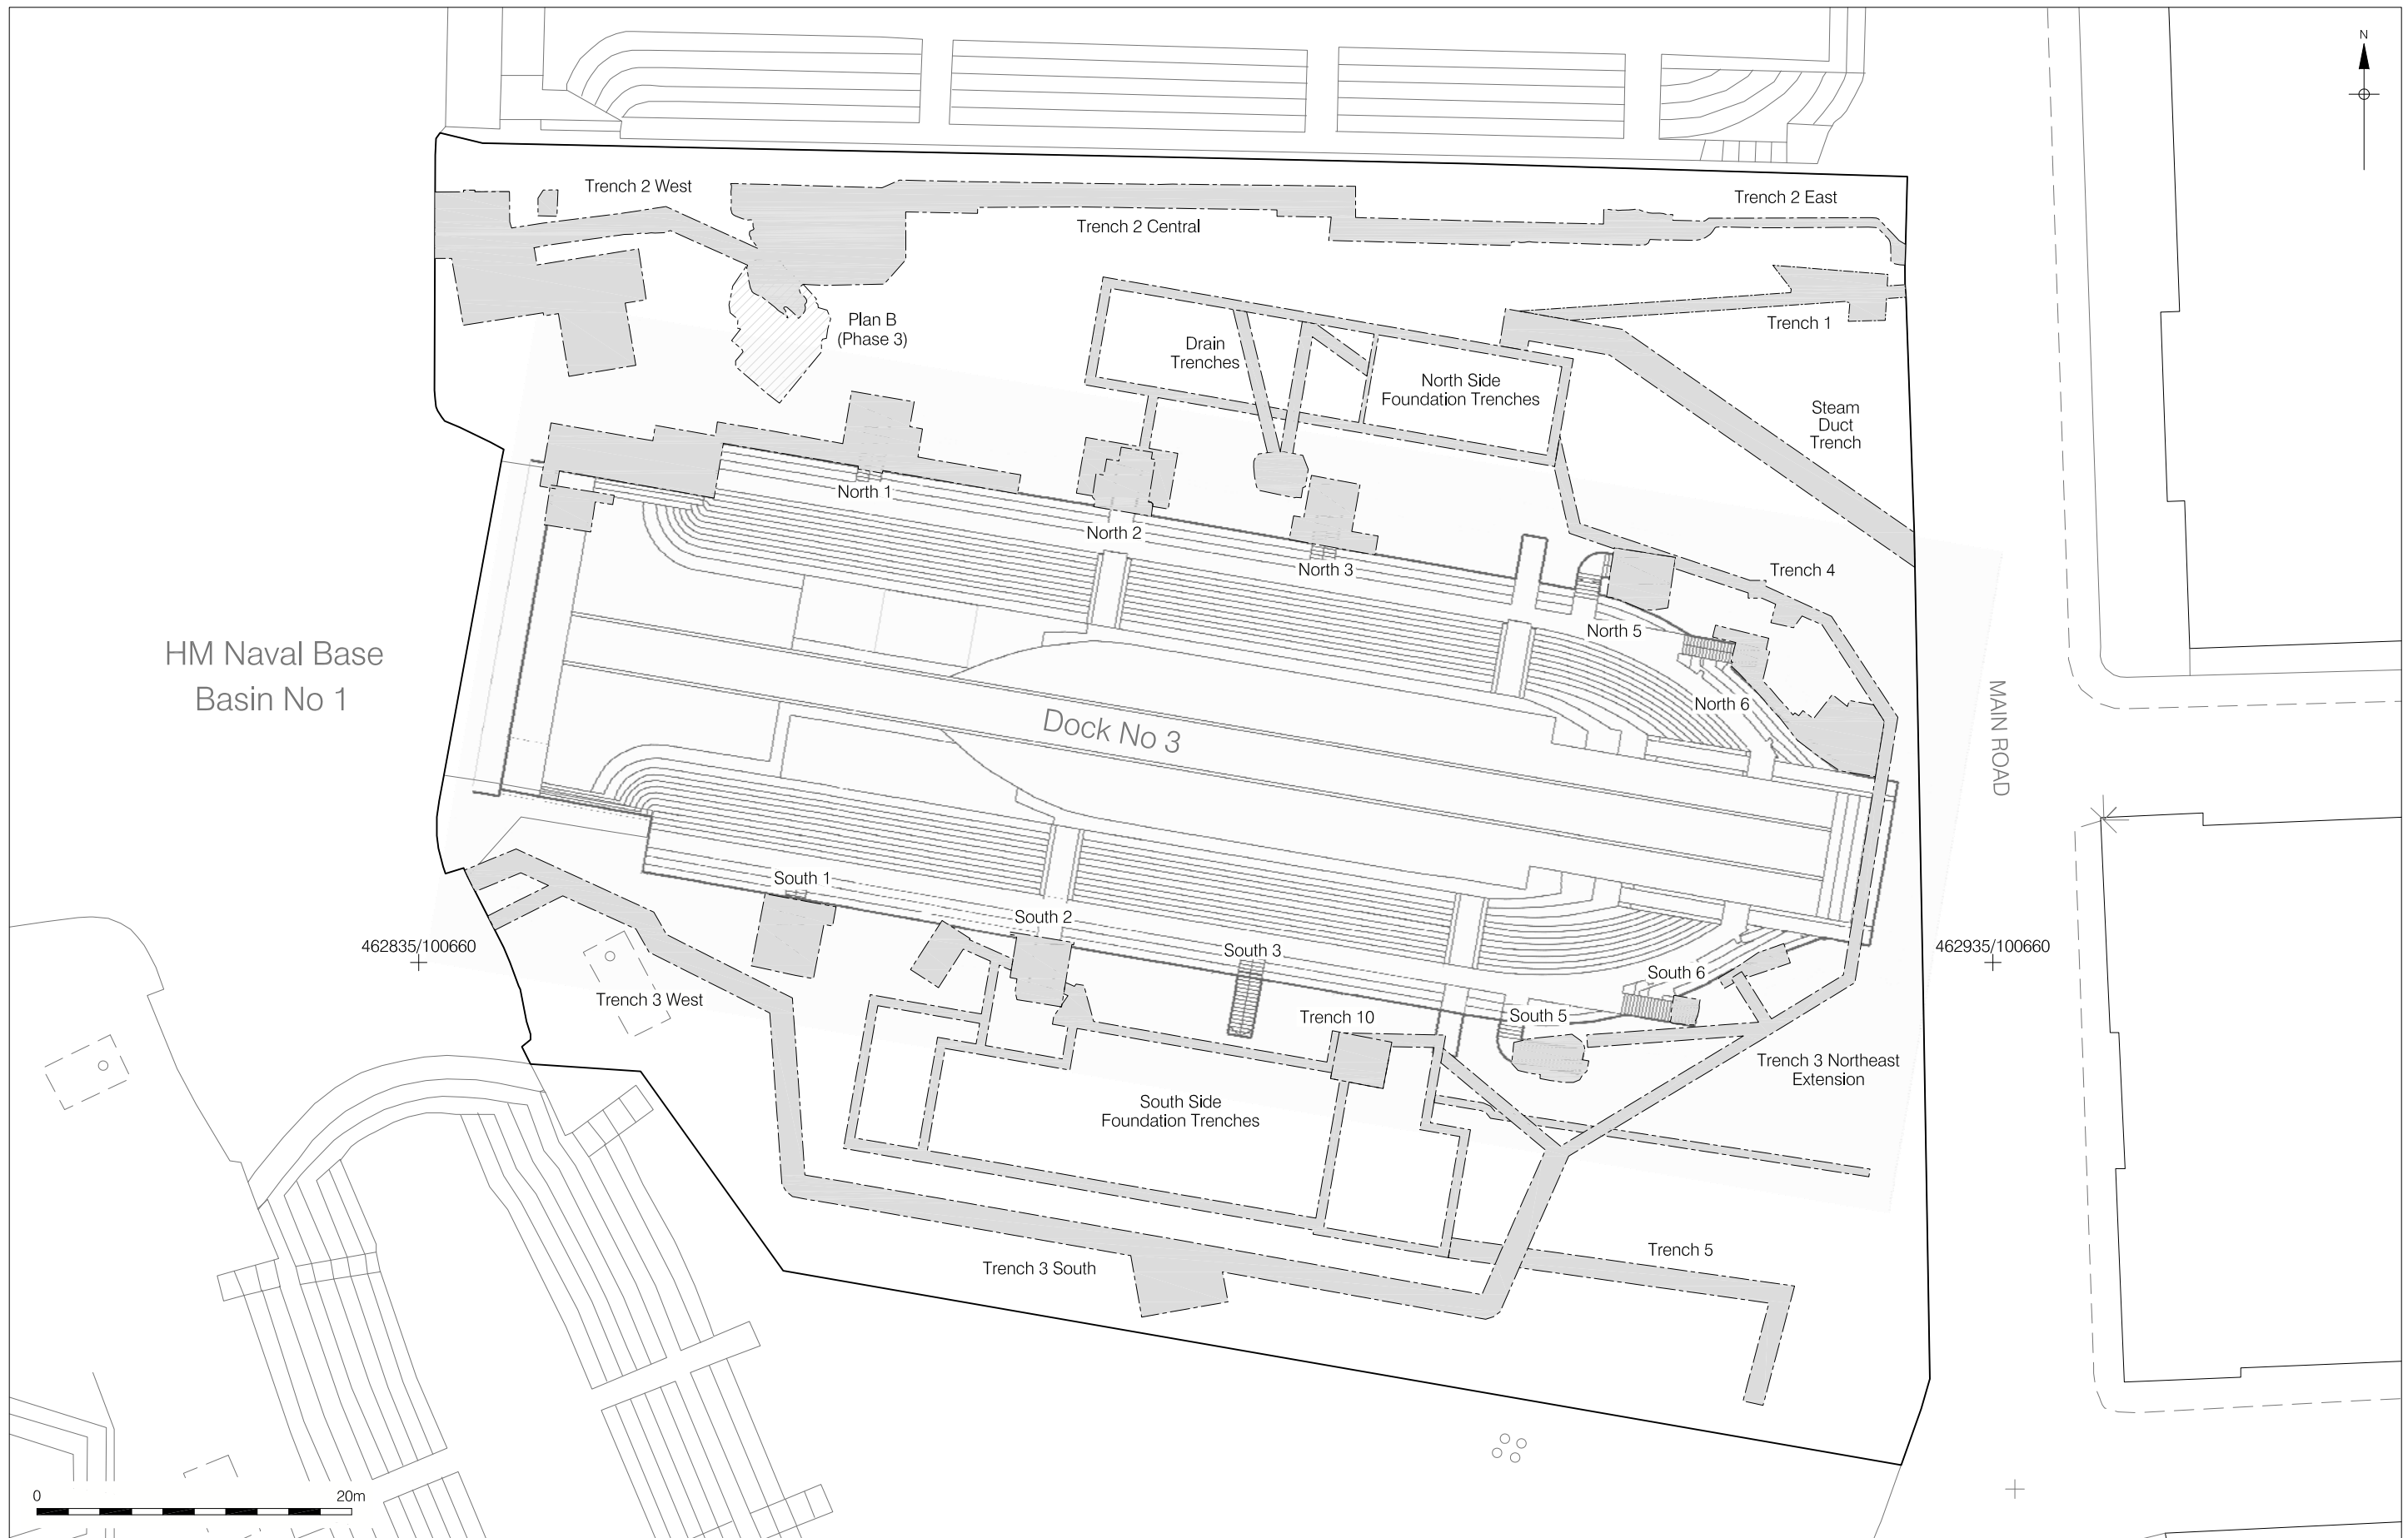 N
Trench 2 West
Trench 2 East
Trench 2 Central
Plan B
(Phase 3)
Trench 1
Drain
Trenches
North Side
Foundation Trenches
Steam
Duct
Trench
North 1
North 2
North 3
Trench 4
North 5
North 6
HM Naval Base
Basin No 1
Dock No 3
MAIN ROAD
South 1
South 2
South 3
South 6
462835/100660
462935/100660
Trench 3 West
Trench 10
South 5
Trench 3 Northeast
Extension
South Side
Foundation Trenches
Trench 5
Trench 3 South
0 20m